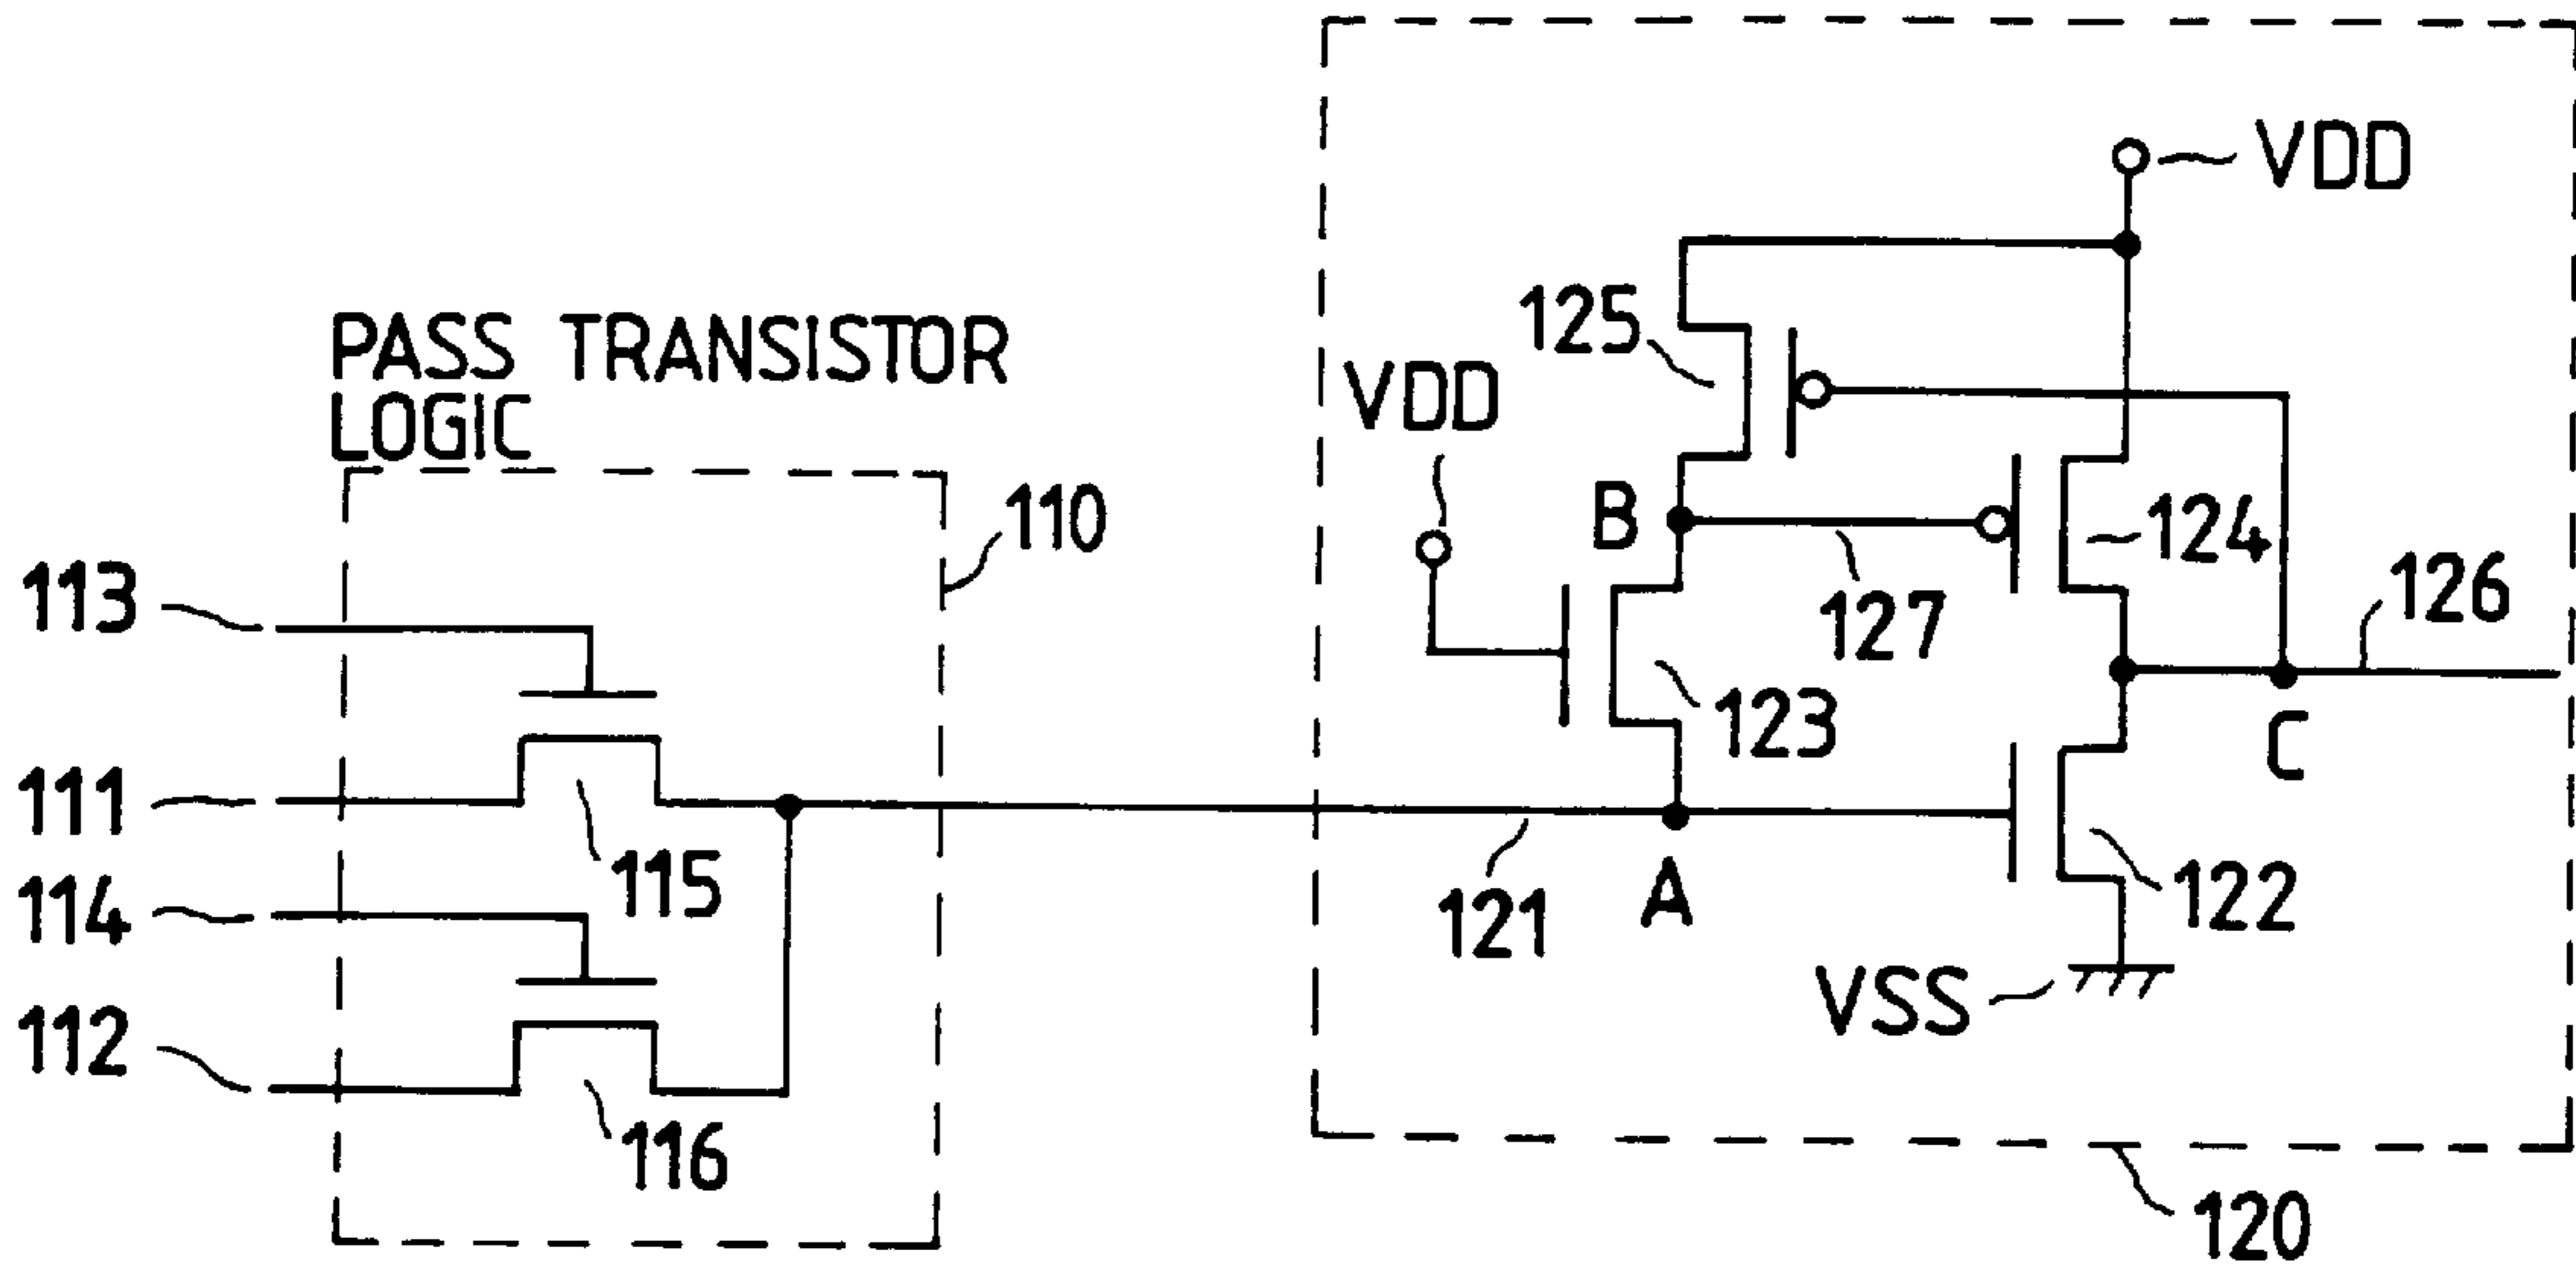 VDD
125
VDD
PASS TRANSISTOR
LOGIC
110
B
124
113
127
126
123
C
111
115
121
A
122
114
VSS
112
116
120